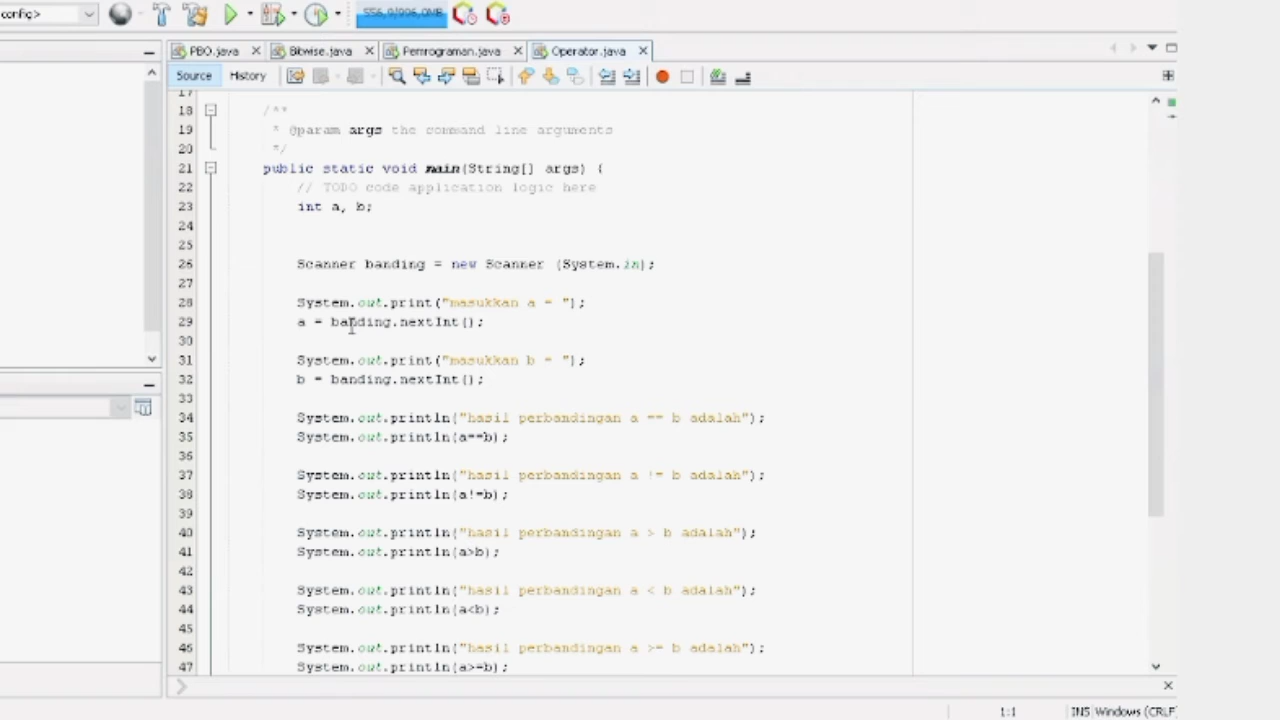 config>
556,9/906,0MB
PBO.java
Bitwise.java
Pemrograman.java
Operator.java
Source
History
17
18 /**
19 * @param args the command line arguments
20 */
21 public static void main(String[] args) {
22 // TODO code application logic here
23 int a, b;
24
25
26 Scanner banding = new Scanner (System.in);
27
28 System.out.print("masukkan a = ");
29 a = banding.nextInt();
30
31 System.out.print("masukkan b = ");
32 b = banding.nextInt();
33
34 System.out.println("hasil perbandingan a == b adalah");
35 System.out.println(a==b);
36
37 System.out.println("hasil perbandingan a != b adalah");
38 System.out.println(a!=b);
39
40 System.out.println("hasil perbandingan a > b adalah");
41 System.out.println(a>b);
42
43 System.out.println("hasil perbandingan a < b adalah");
44 System.out.println(a<b);
45
46 System.out.println("hasil perbandingan a >= b adalah");
47 System.out.println(a>=b);
1:1
INS Windows (CRLF